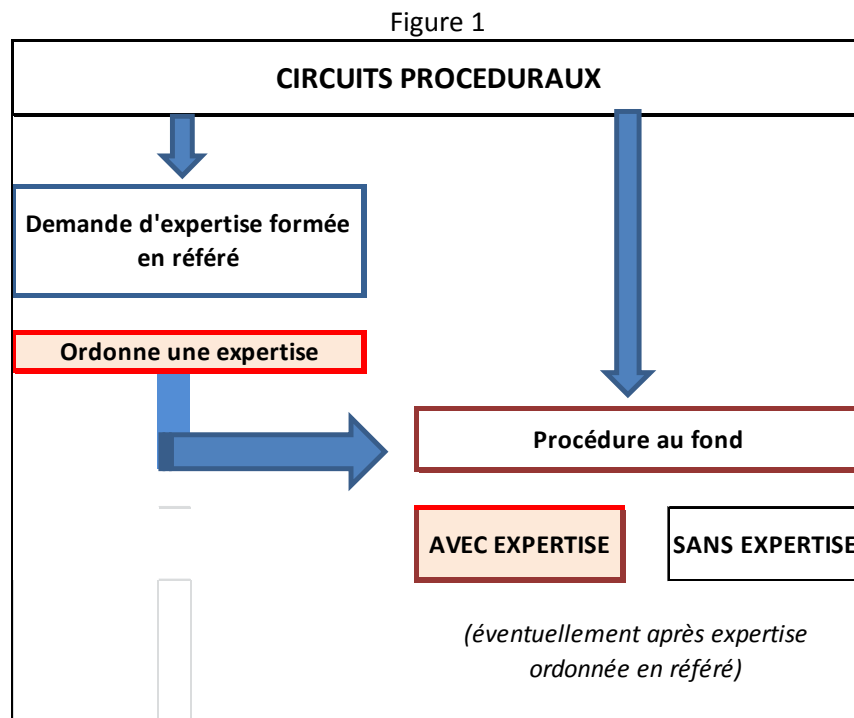 Figure 1
CIRCUITS PROCEDURAUX
Demande d'expertise formée
en référé
Ordonne une expertise
Procédure au fond
AVEC EXPERTISE
SANS EXPERTISE
(éventuellement après expertise
ordonnée en référé)